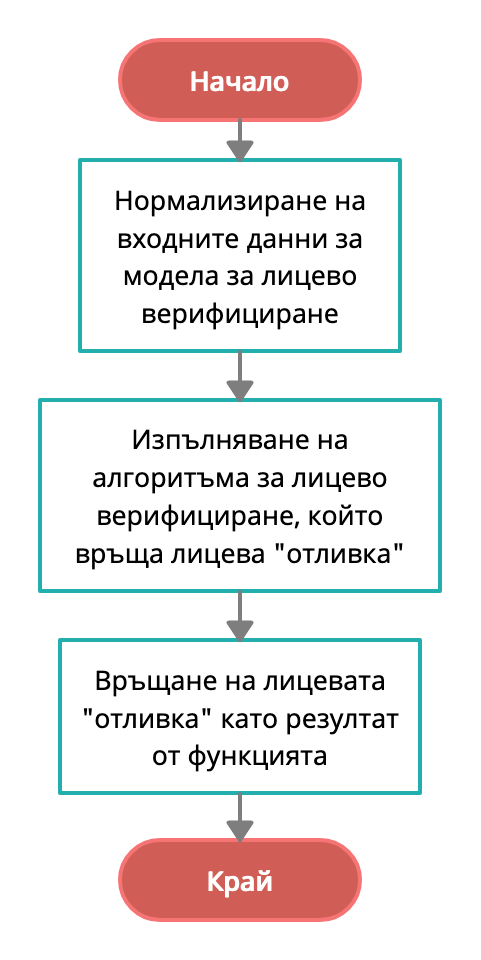 Начало
Нормализиране на
входните данни за
модела за лицево
верифициране
Изпълняване на
алгоритъма за лицево
верифициране, който
връща лицева "отливка"
Връщане на лицевата
"отливка" като резултат
от функцията
Край